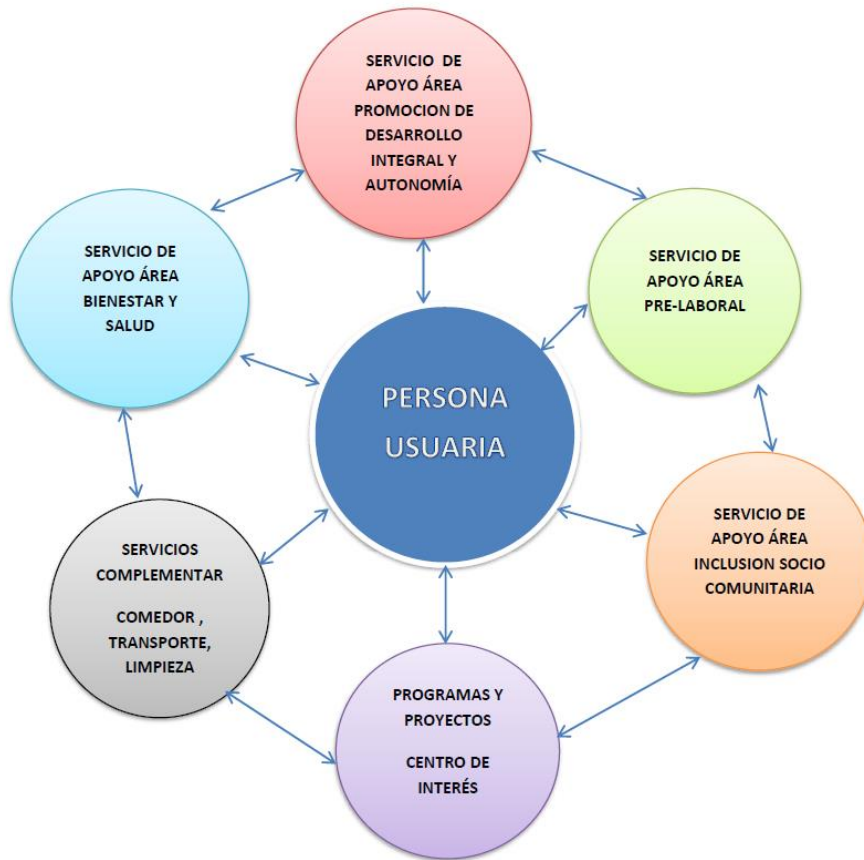 SERVICIO DE
APOYO ÁREA
PROMOCION DE
DESARROLLO
INTEGRAL Y
AUTONOMÍA
SERVICIO DE
APOYO ÁREA
BIENESTAR Y
SALUD
SERVICIO DE
APOYO ÁREA
PRE-LABORAL
PERSONA
USUARIA
SERVICIOS
COMPLEMENTAR
COMEDOR ,
TRANSPORTE,
LIMPIEZA
SERVICIO DE
APOYO ÁREA
INCLUSION SOCIO
COMUNITARIA
PROGRAMAS Y
PROYECTOS
CENTRO DE
INTERÉS